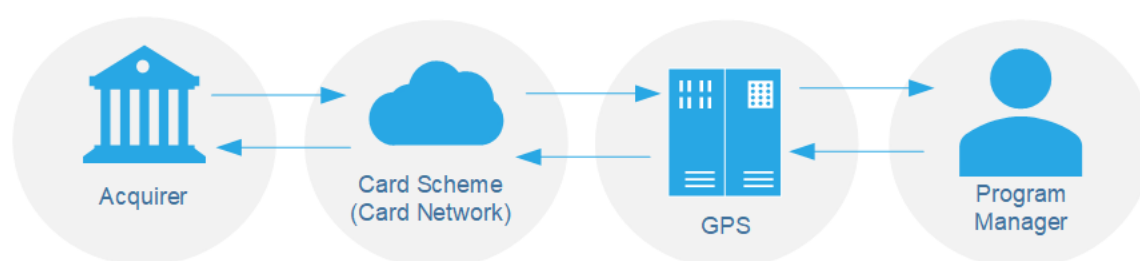 Acquirer
Card Scheme
(Card Network)
GPS
Program
Manager